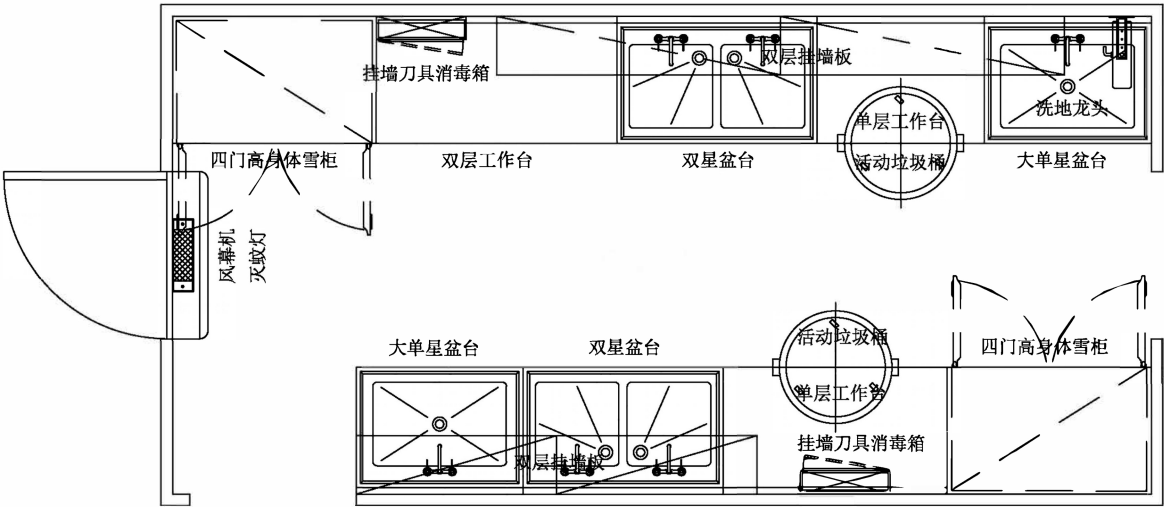 双层挂墙板
挂墙刀具消毒箱
洗地龙头
单层工作台
四门高身体雪柜
双层工作台
双星盆台
活动垃圾桶
大单星盆台
风幕机
灭蚊灯
大单星盆台
双星盆台
活动垃圾桶
四门高身体雪柜
单层工作台
挂墙刀具消毒箱
双层挂墙板